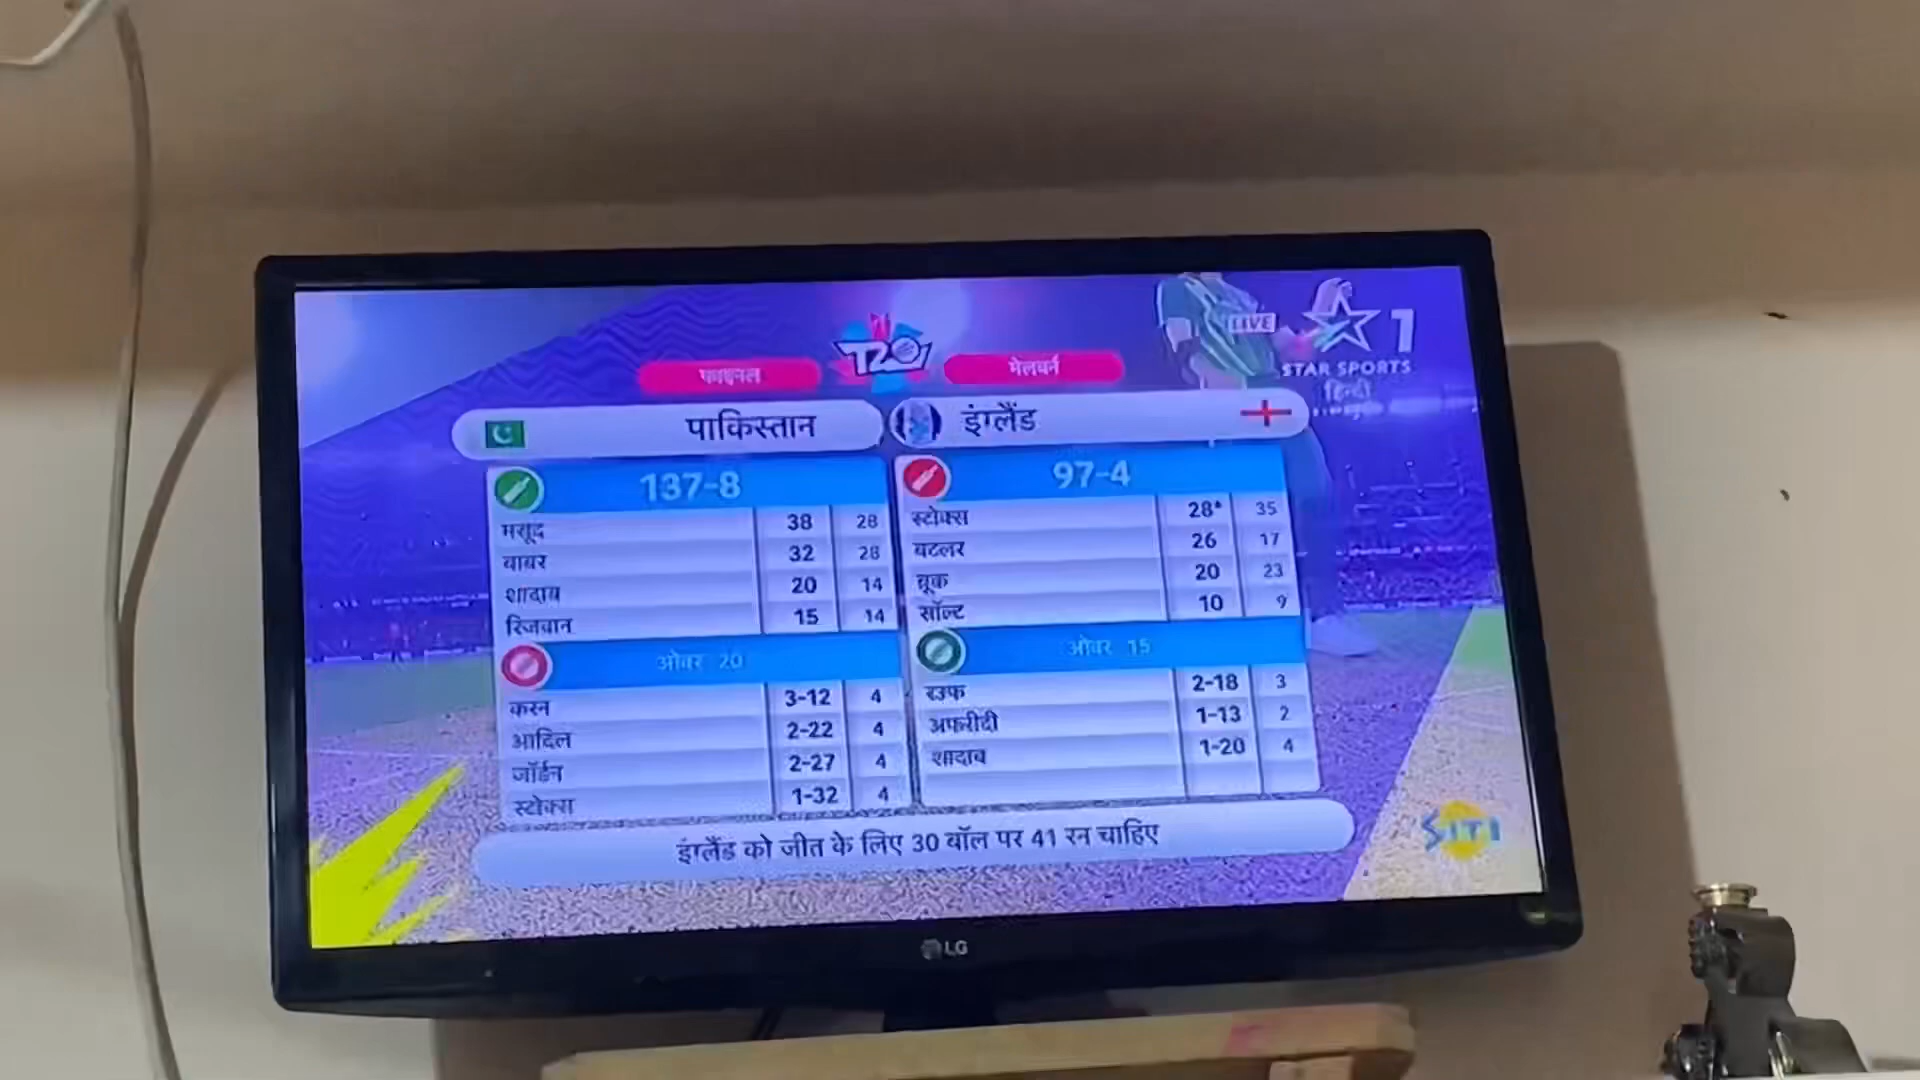 T20
LIVE
1
फाइनल
मेलबर्न
STAR SPORTS
हिन्दी
पाकिस्तान
इंग्लैंड
137-8
97-4
मसूद 38 28
स्टोक्स 28* 35
बाबर 32 28
बटलर 26 17
शादाब 20 14
ब्रूक 20 23
रिजवान 15 14
सॉल्ट 10 9
ओवर 20
ओवर 15
करन 3-12 4
रउफ 2-18 3
आदिल 2-22 4
अफरीदी 1-13 2
जॉर्डन 2-27 4
शादाब 1-20 4
स्टोक्स 1-32 4
इंग्लैंड को जीत के लिए 30 बॉल पर 41 रन चाहिए
SITI
LG